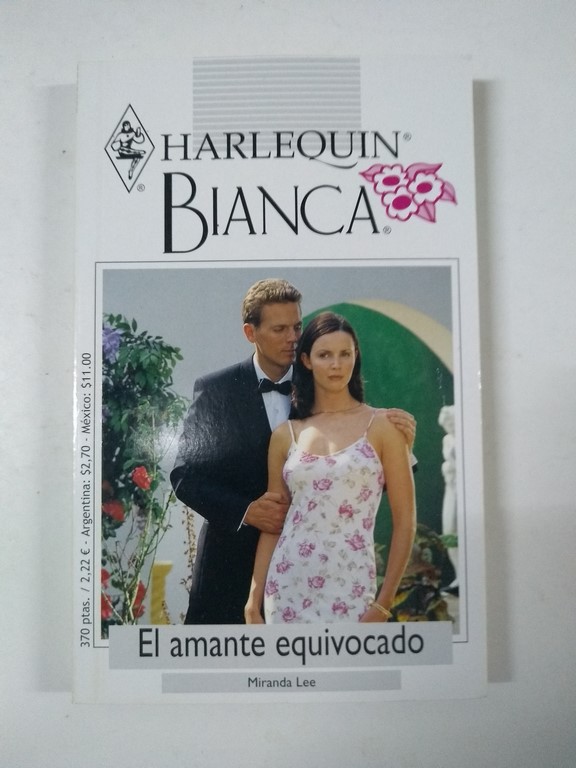 HARLEQUIN®
BIANCA®
®
370 ptas. / 2,22 € - Argentina: $2,70 - México: $11.00
El amante equivocado
Miranda Lee